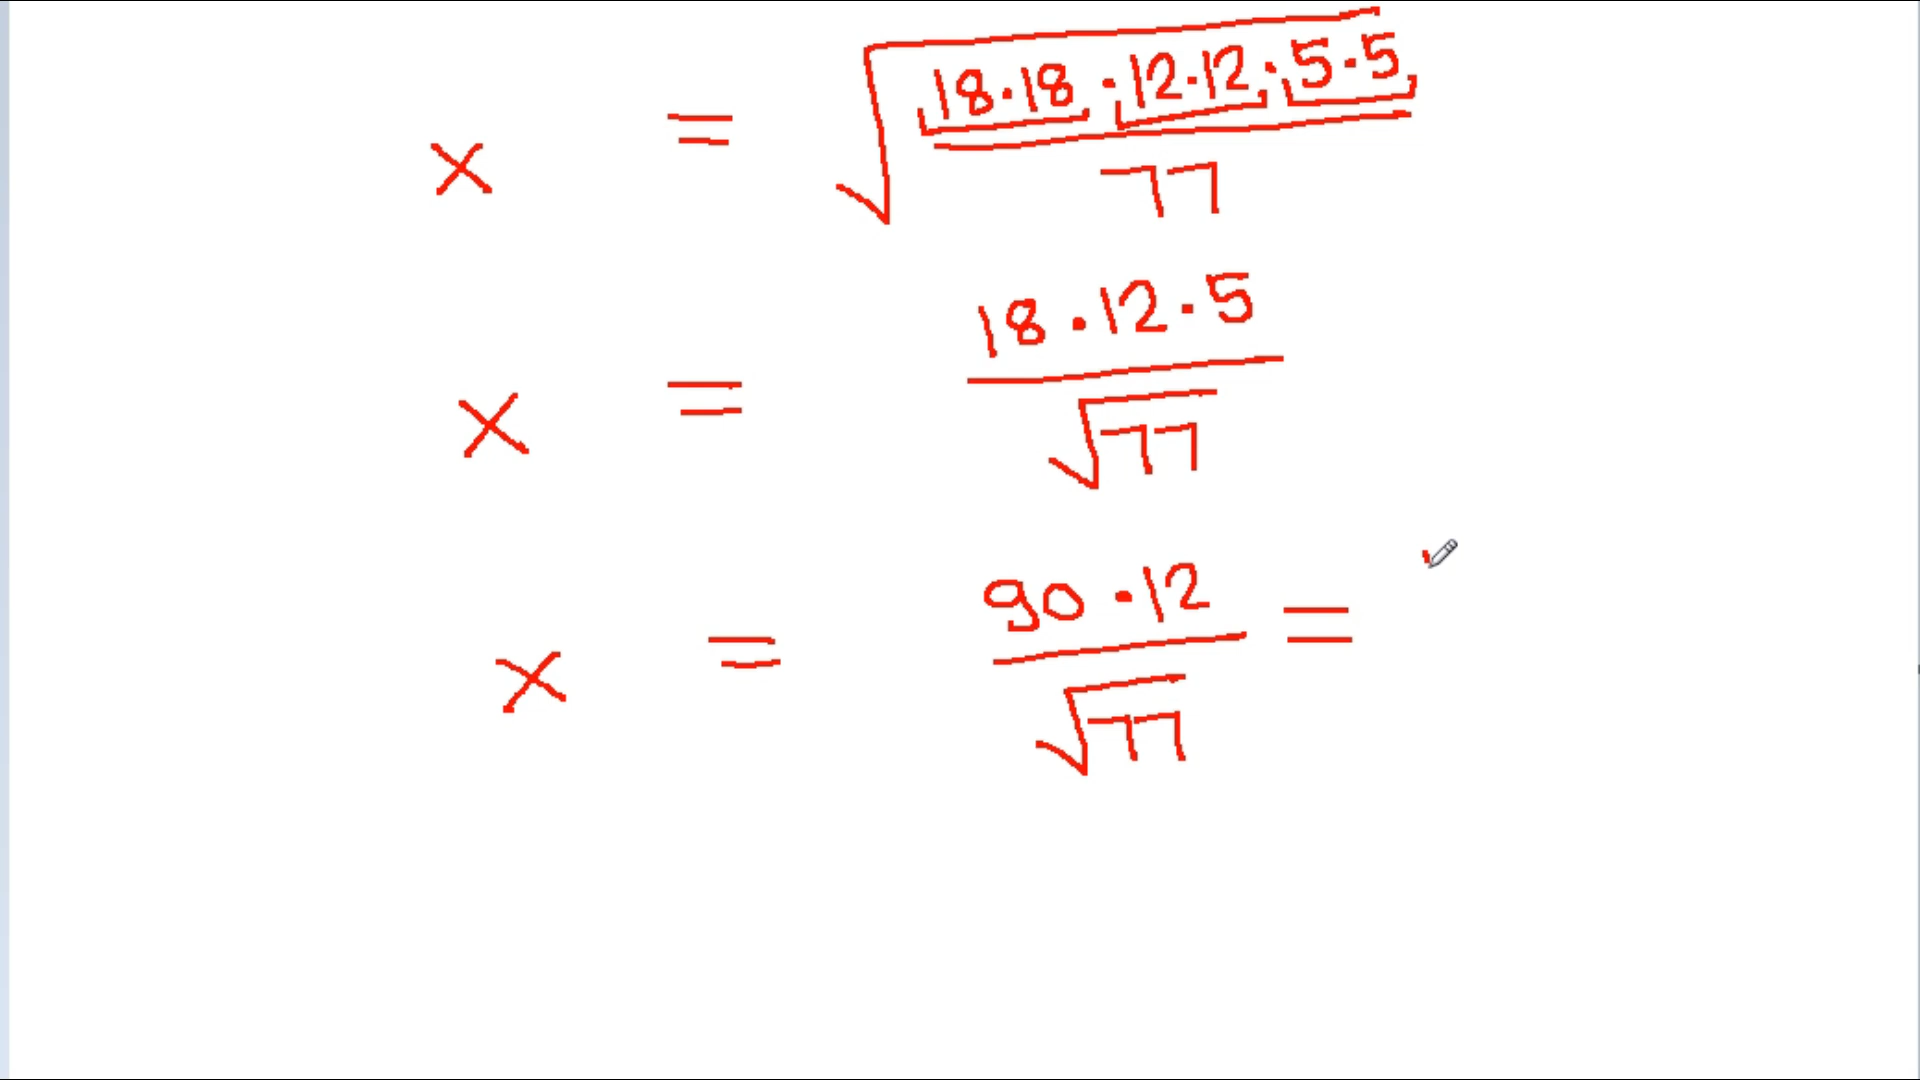 x = √(18·18·12·12·5·5 / 77)
x = 18·12·5 / √77
x = 90·12 / √77 =